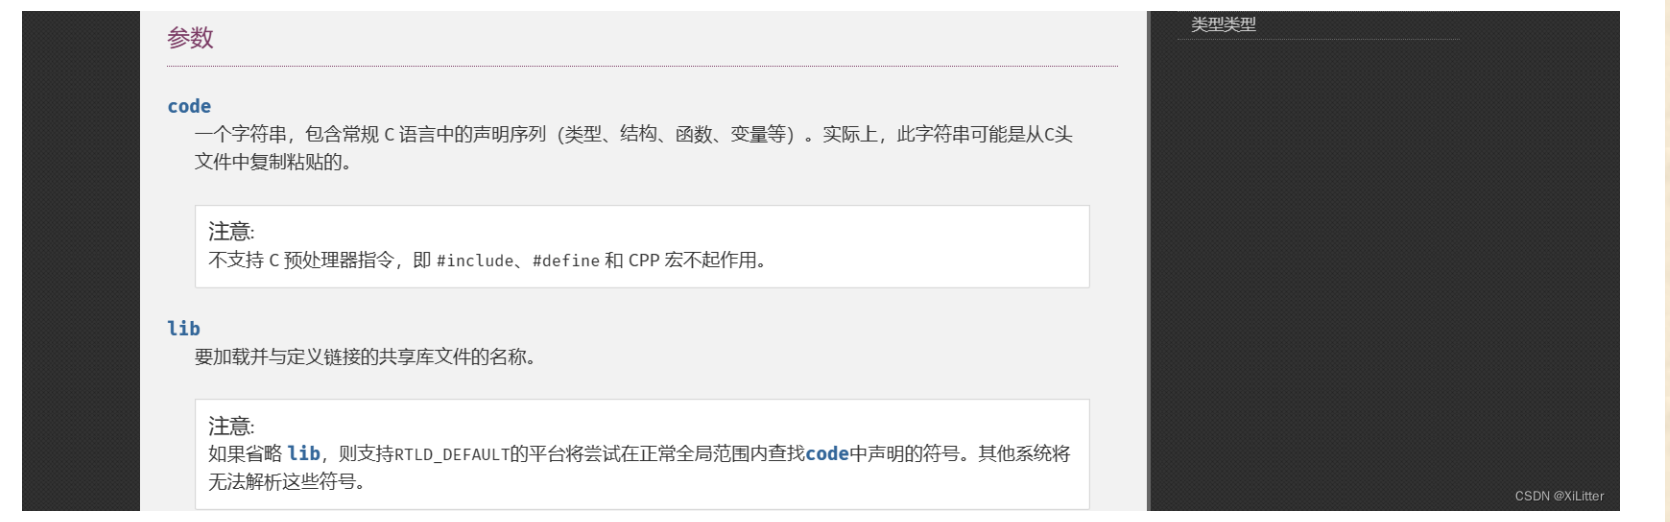 参数
类型类型
code
一个字符串，包含常规 C 语言中的声明序列（类型、结构、函数、变量等）。实际上，此字符串可能是从C头
文件中复制粘贴的。
注意:
不支持 C 预处理器指令，即 #include、#define 和 CPP 宏不起作用。
lib
要加载并与定义链接的共享库文件的名称。
注意:
如果省略 lib，则支持RTLD_DEFAULT的平台将尝试在正常全局范围内查找code中声明的符号。其他系统将
无法解析这些符号。
CSDN @XiLitter